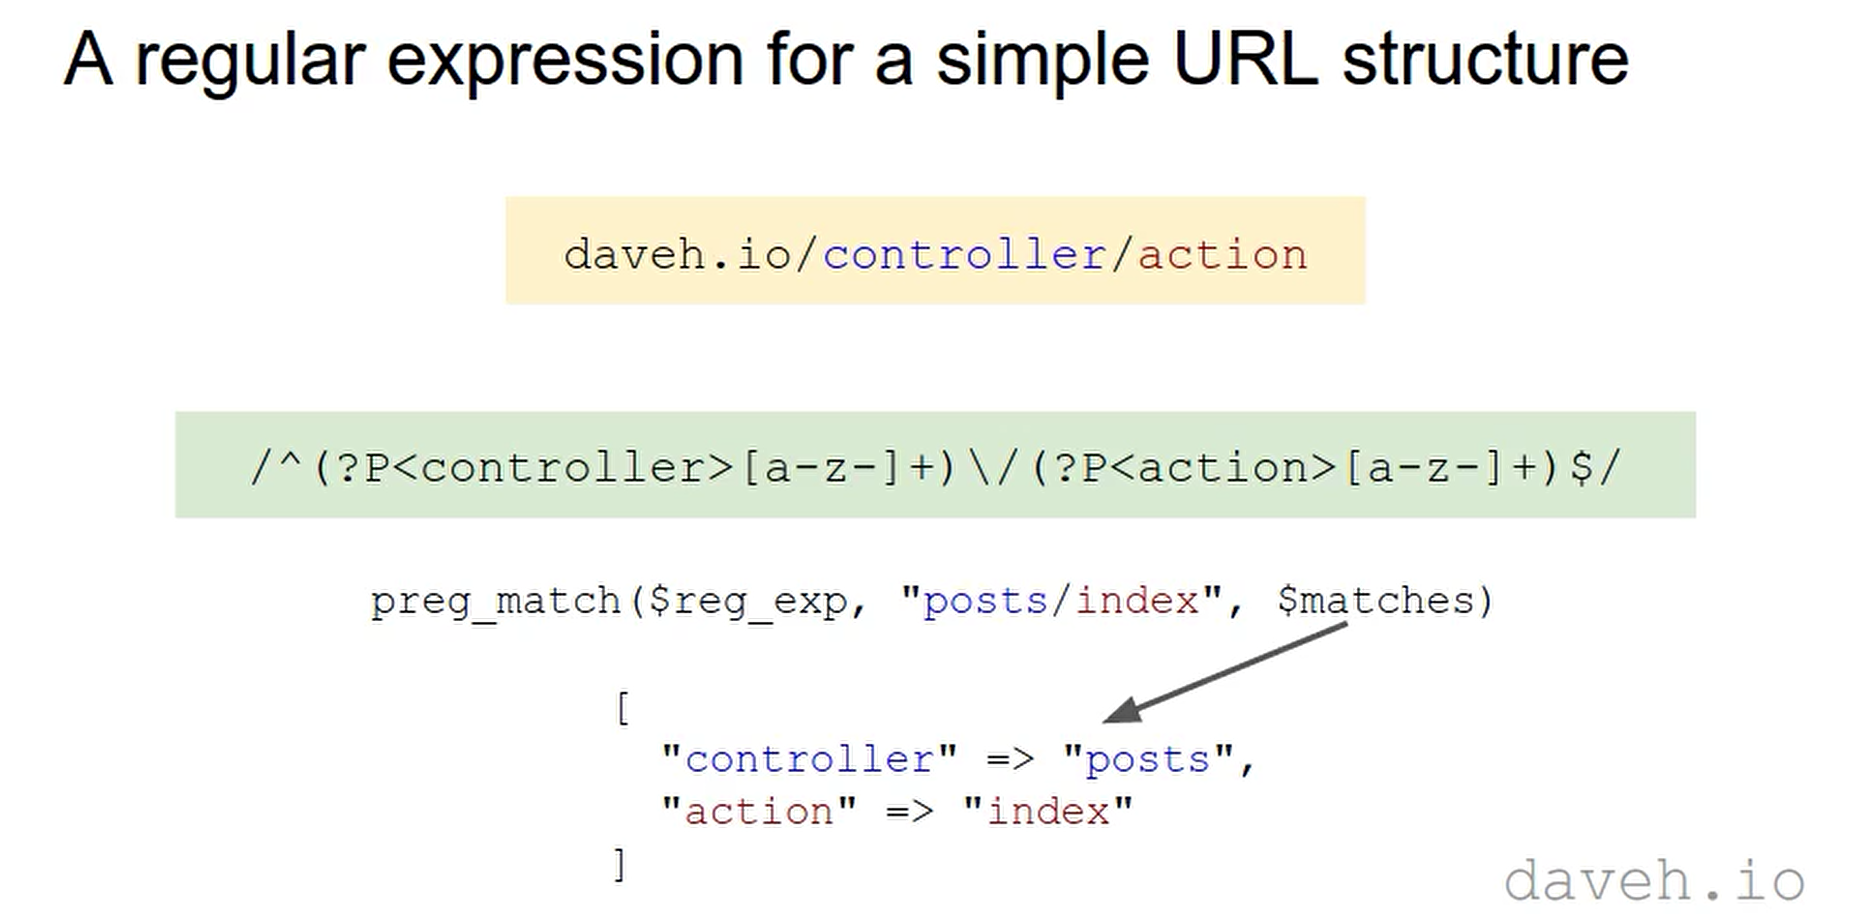 A regular expression for a simple URL structure
daveh.io/controller/action
/^(?P<controller>[a-z-]+)\/(?P<action>[a-z-]+)$/
preg_match($reg_exp, "posts/index", $matches)
[
"controller" => "posts",
"action" => "index"
]
daveh.io